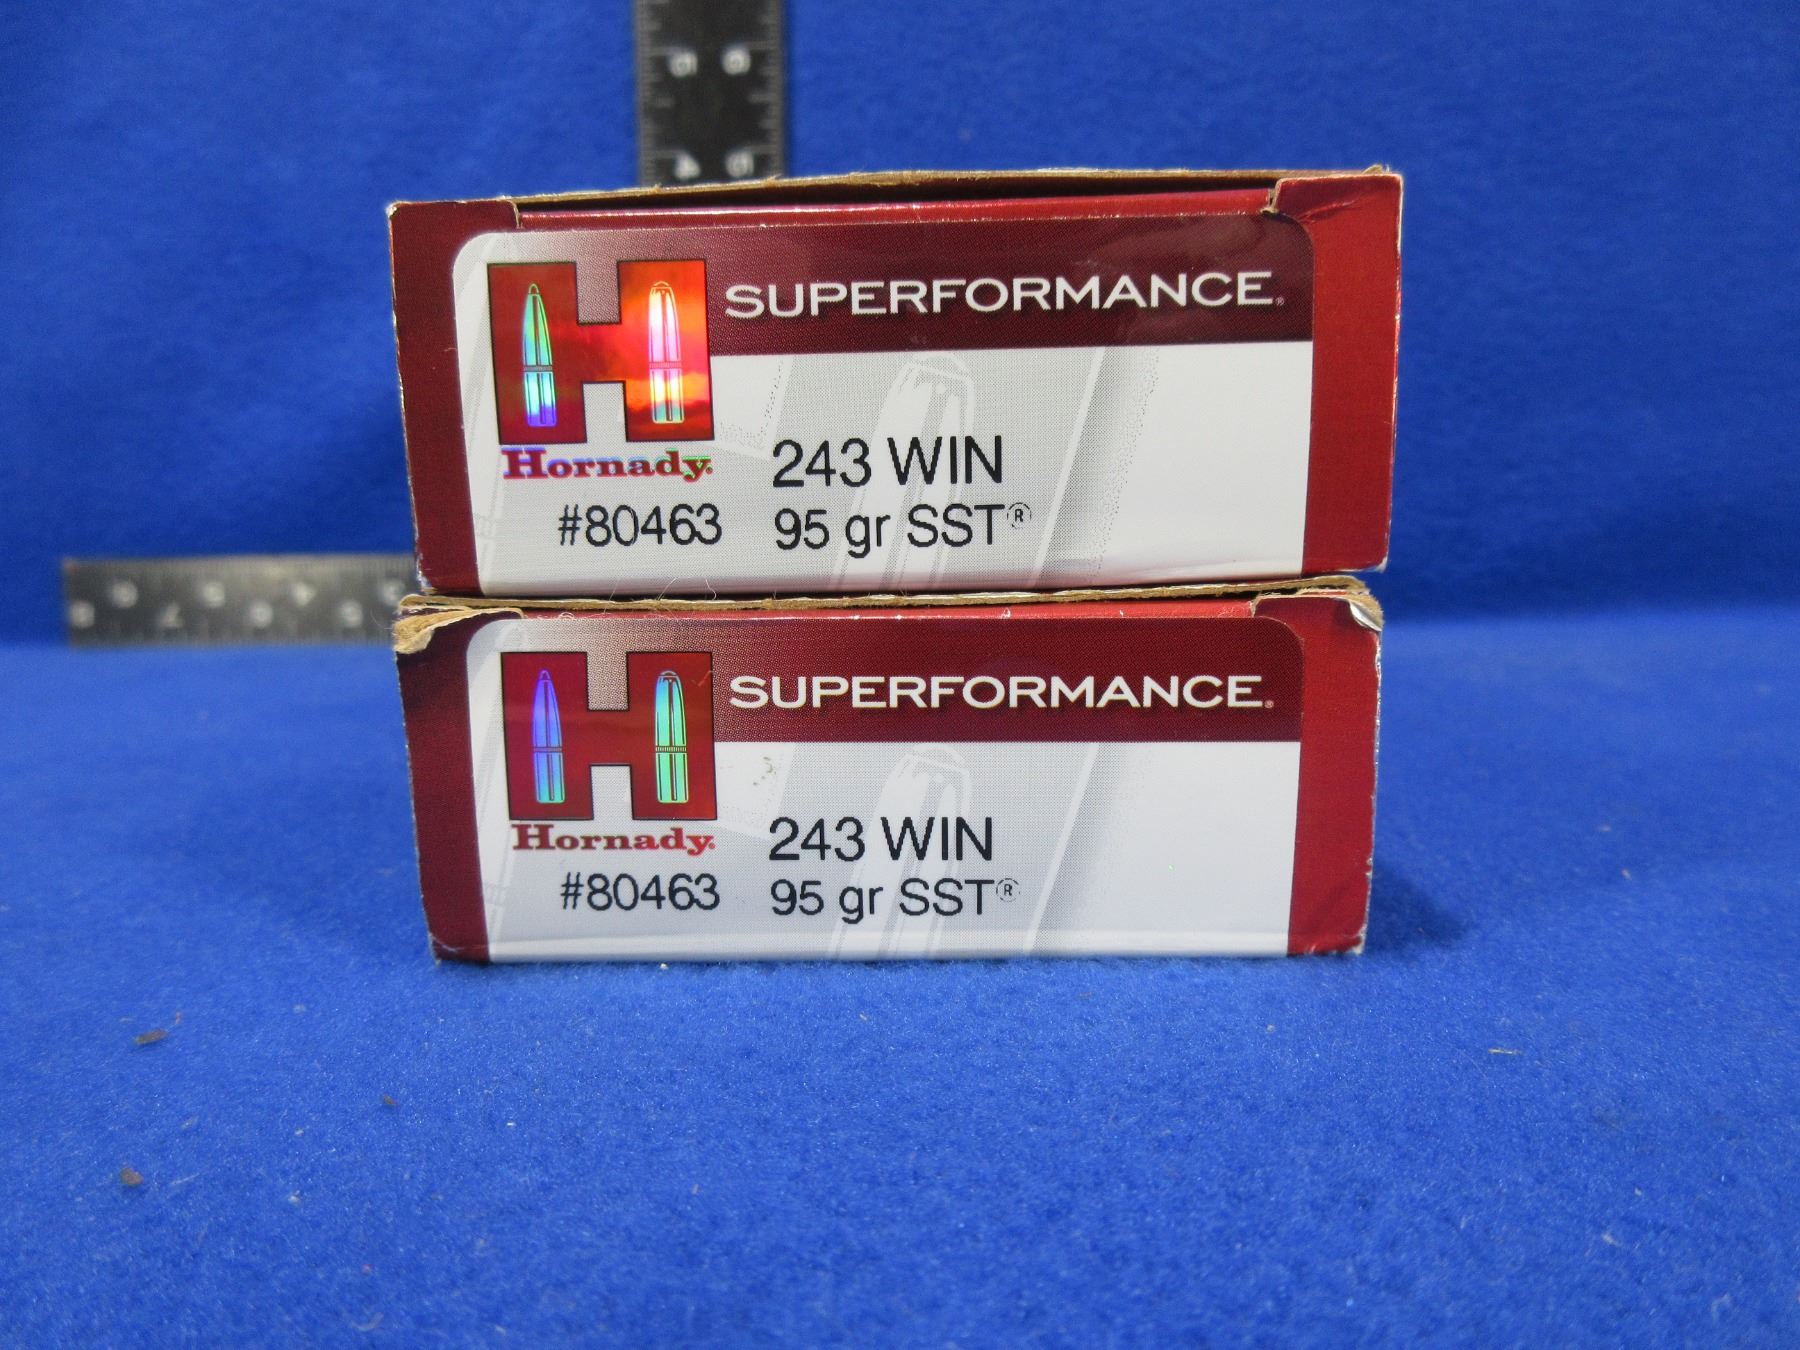 SUPERFORMANCE®
Hornady®
243 WIN
#80463 95 gr SST®
SUPERFORMANCE®
Hornady®
243 WIN
#80463 95 gr SST®